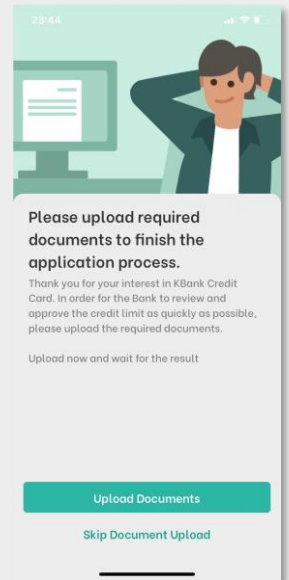 23:44
Please upload required
documents to finish the
application process.
Thank you for your interest in KBank Credit
Card. In order for the Bank to review and
approve the credit limit as quickly as possible,
please upload the required documents.
Upload now and wait for the result
Upload Documents
Skip Document Upload